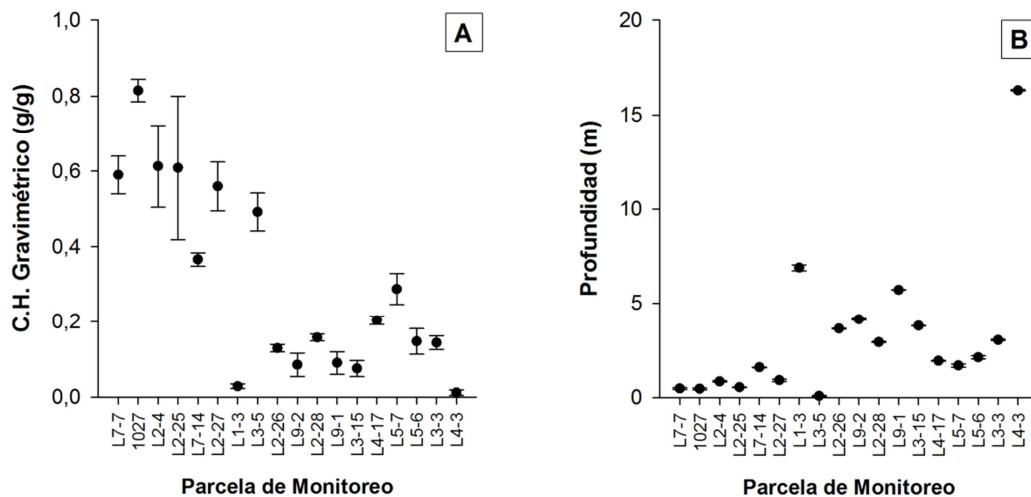 A
C.H. Gravimétrico (g/g)
1,0
0,8
0,6
0,4
0,2
0,0
L7-7
1027
L2-4
L2-25
L7-14
L2-27
L1-3
L3-5
L2-26
L9-2
L2-28
L9-1
L3-15
L4-17
L5-7
L5-6
L3-3
L4-3
Parcela de Monitoreo
B
Profundidad (m)
20
15
10
5
0
L7-7
1027
L2-4
L2-25
L7-14
L2-27
L1-3
L3-5
L2-26
L9-2
L2-28
L9-1
L3-15
L4-17
L5-7
L5-6
L3-3
L4-3
Parcela de Monitoreo